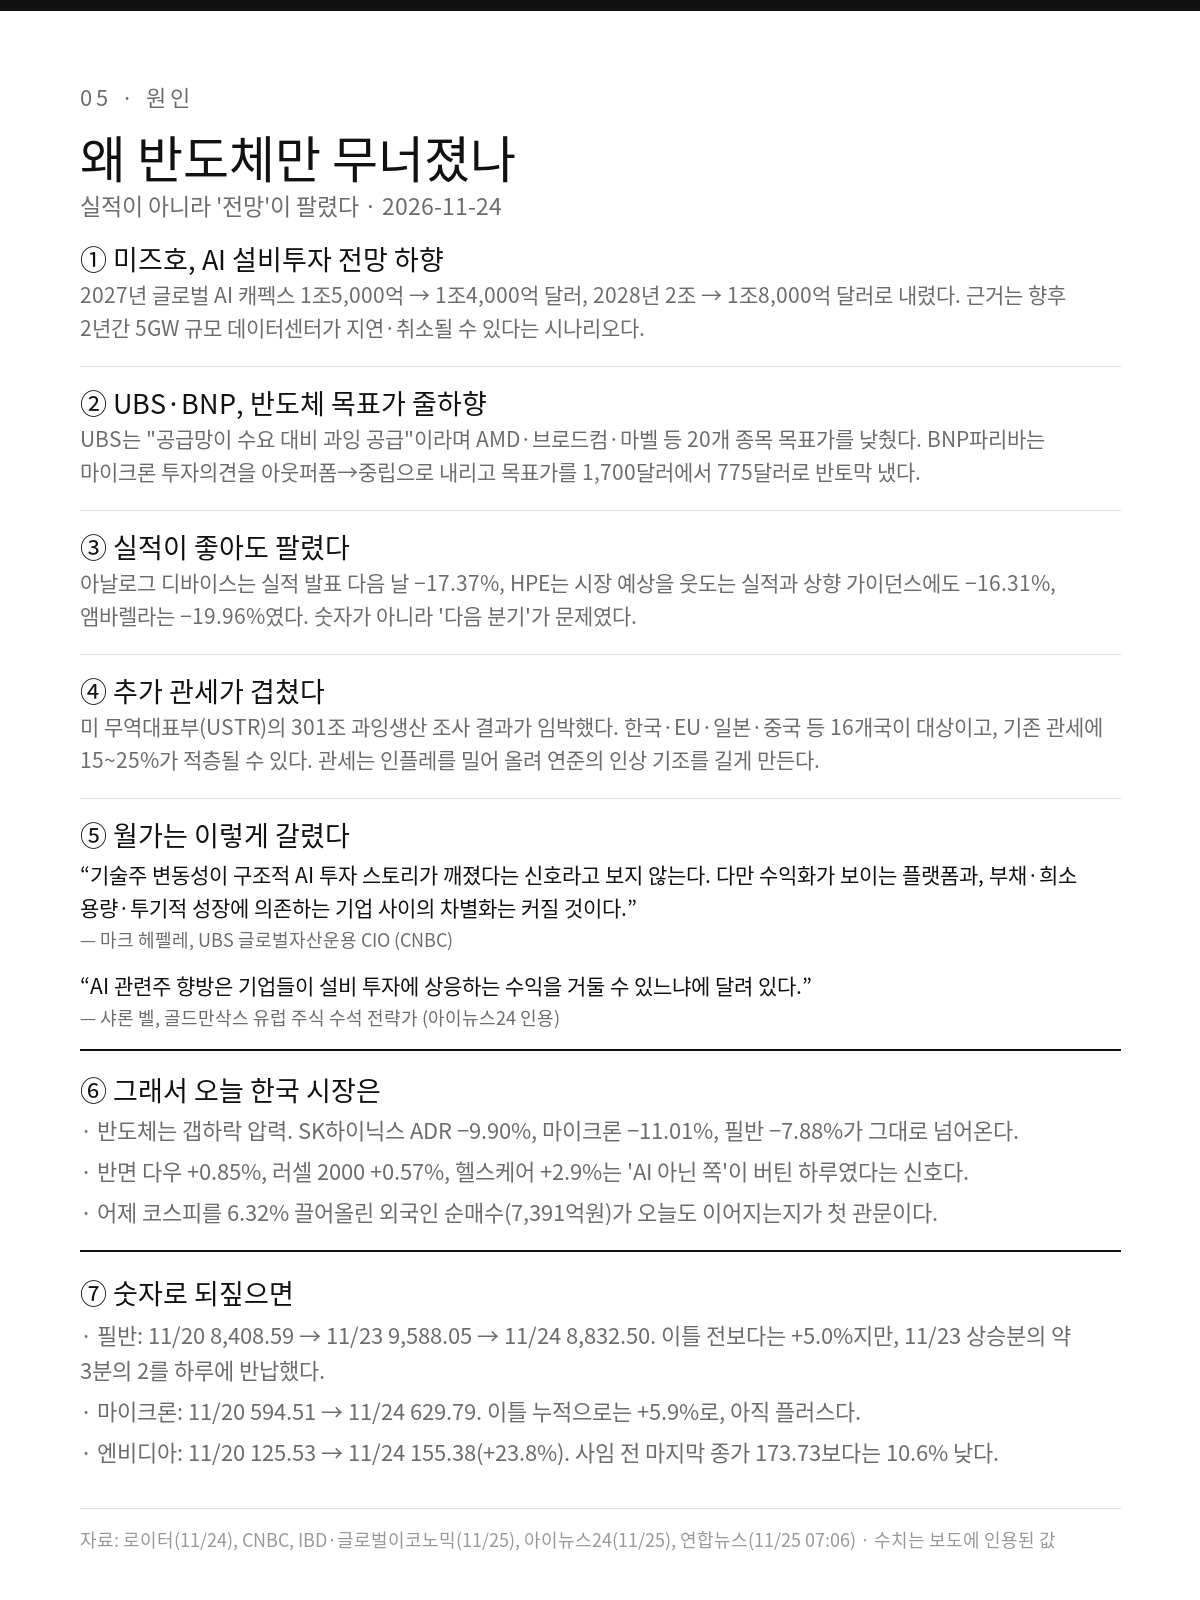 05 · 원인
왜 반도체만 무너졌나
실적이 아니라 '전망'이 팔렸다 · 2026-11-24
① 미즈호, AI 설비투자 전망 하향
2027년 글로벌 AI 캐펙스 1조5,000억 → 1조4,000억 달러, 2028년 2조 → 1조8,000억 달러로 내렸다. 근거는 향후
2년간 5GW 규모 데이터센터가 지연·취소될 수 있다는 시나리오다.
② UBS·BNP, 반도체 목표가 줄하향
UBS는 "공급망이 수요 대비 과잉 공급"이라며 AMD·브로드컴·마벨 등 20개 종목 목표가를 낮췄다. BNP파리바는
마이크론 투자의견을 아웃퍼폼→중립으로 내리고 목표가를 1,700달러에서 775달러로 반토막 냈다.
③ 실적이 좋아도 팔렸다
아날로그 디바이스는 실적 발표 다음 날 −17.37%, HPE는 시장 예상을 웃도는 실적과 상향 가이던스에도 −16.31%,
앰바렐라는 −19.96%였다. 숫자가 아니라 '다음 분기'가 문제였다.
④ 추가 관세가 겹쳤다
미 무역대표부(USTR)의 301조 과잉생산 조사 결과가 임박했다. 한국·EU·일본·중국 등 16개국이 대상이고, 기존 관세에
15~25%가 적층될 수 있다. 관세는 인플레를 밀어 올려 연준의 인상 기조를 길게 만든다.
⑤ 월가는 이렇게 갈렸다
“기술주 변동성이 구조적 AI 투자 스토리가 깨졌다는 신호라고 보지 않는다. 다만 수익화가 보이는 플랫폼과, 부채·희소
용량·투기적 성장에 의존하는 기업 사이의 차별화는 커질 것이다.”
— 마크 헤펠레, UBS 글로벌자산운용 CIO (CNBC)
“AI 관련주 향방은 기업들이 설비 투자에 상응하는 수익을 거둘 수 있느냐에 달려 있다.”
— 샤론 벨, 골드만삭스 유럽 주식 수석 전략가 (아이뉴스24 인용)
⑥ 그래서 오늘 한국 시장은
· 반도체는 갭하락 압력. SK하이닉스 ADR −9.90%, 마이크론 −11.01%, 필반 −7.88%가 그대로 넘어온다.
· 반면 다우 +0.85%, 러셀 2000 +0.57%, 헬스케어 +2.9%는 'AI 아닌 쪽'이 버틴 하루였다는 신호다.
· 어제 코스피를 6.32% 끌어올린 외국인 순매수(7,391억원)가 오늘도 이어지는지가 첫 관문이다.
⑦ 숫자로 되짚으면
· 필반: 11/20 8,408.59 → 11/23 9,588.05 → 11/24 8,832.50. 이틀 전보다는 +5.0%지만, 11/23 상승분의 약
3분의 2를 하루에 반납했다.
· 마이크론: 11/20 594.51 → 11/24 629.79. 이틀 누적으로는 +5.9%로, 아직 플러스다.
· 엔비디아: 11/20 125.53 → 11/24 155.38(+23.8%). 사임 전 마지막 종가 173.73보다는 10.6% 낮다.
자료: 로이터(11/24), CNBC, IBD·글로벌이코노믹(11/25), 아이뉴스24(11/25), 연합뉴스(11/25 07:06) · 수치는 보도에 인용된 값